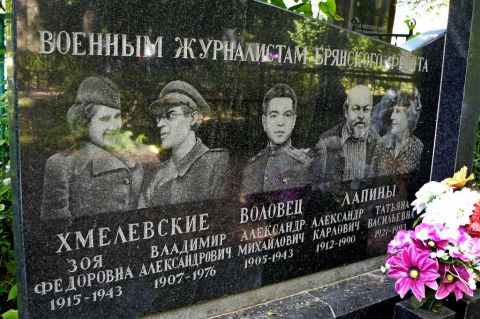 ВОЕННЫМ ЖУРНАЛИСТАМ БРЯНСКОГО ФРОНТА
ХМЕЛЕВСКИЕ ВОЛОВЕЦ ЛАПИНЫ
ЗОЯ ВЛАДИМИР АЛЕКСАНДР АЛЕКСАНДР ТАТЬЯНА
ФЕДОРОВНА АЛЕКСАНДРОВИЧ МИХАЙЛОВИЧ КАРЛОВИЧ ВАСИЛЬЕВНА
1915-1943 1907-1976 1905-1943 1912-1990